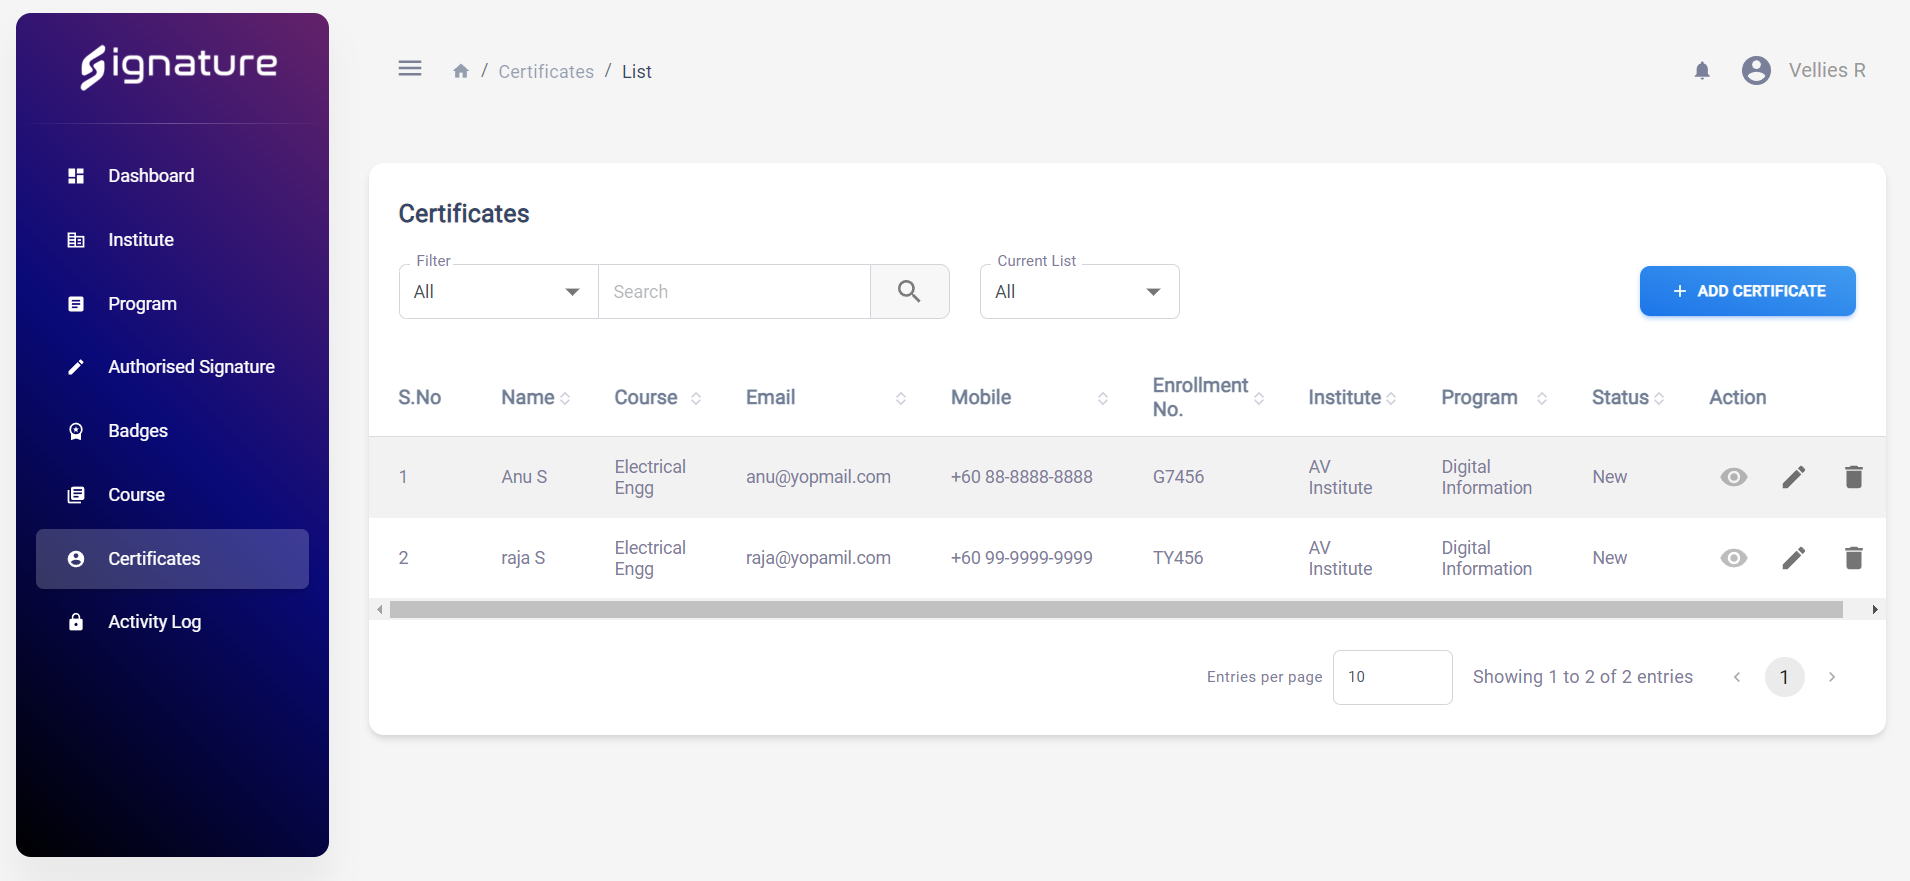 Signature
Dashboard
Institute
Program
Authorised Signature
Badges
Course
Certificates
Activity Log
/ Certificates / List
Vellies R
Certificates
Filter
All
Search
Current List
All
+ ADD CERTIFICATE
S.No Name Course Email Mobile Enrollment No. Institute Program Status Action
1 Anu S Electrical Engg anu@yopmail.com +60 88-8888-8888 G7456 AV Institute Digital Information New
2 raja S Electrical Engg raja@yopamil.com +60 99-9999-9999 TY456 AV Institute Digital Information New
Entries per page 10 Showing 1 to 2 of 2 entries 1